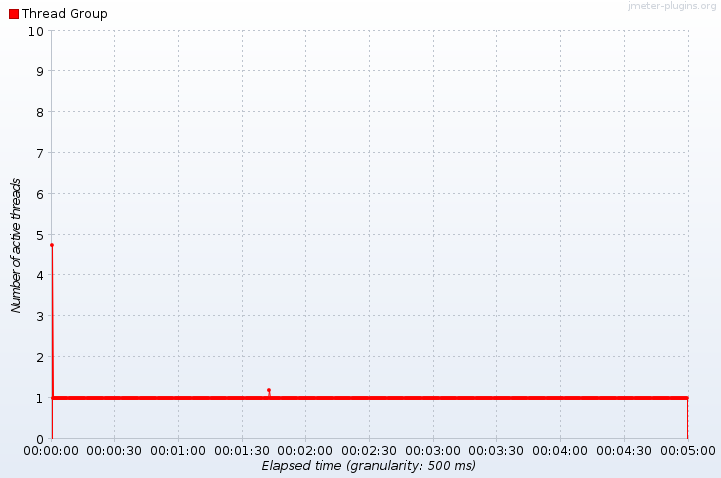 jmeter-plugins.org
Thread Group
10
9
8
7
6
5
4
3
2
1
0
Number of active threads
00:00:00 00:00:30 00:01:00 00:01:30 00:02:00 00:02:30 00:03:00 00:03:30 00:04:00 00:04:30 00:05:00
Elapsed time (granularity: 500 ms)